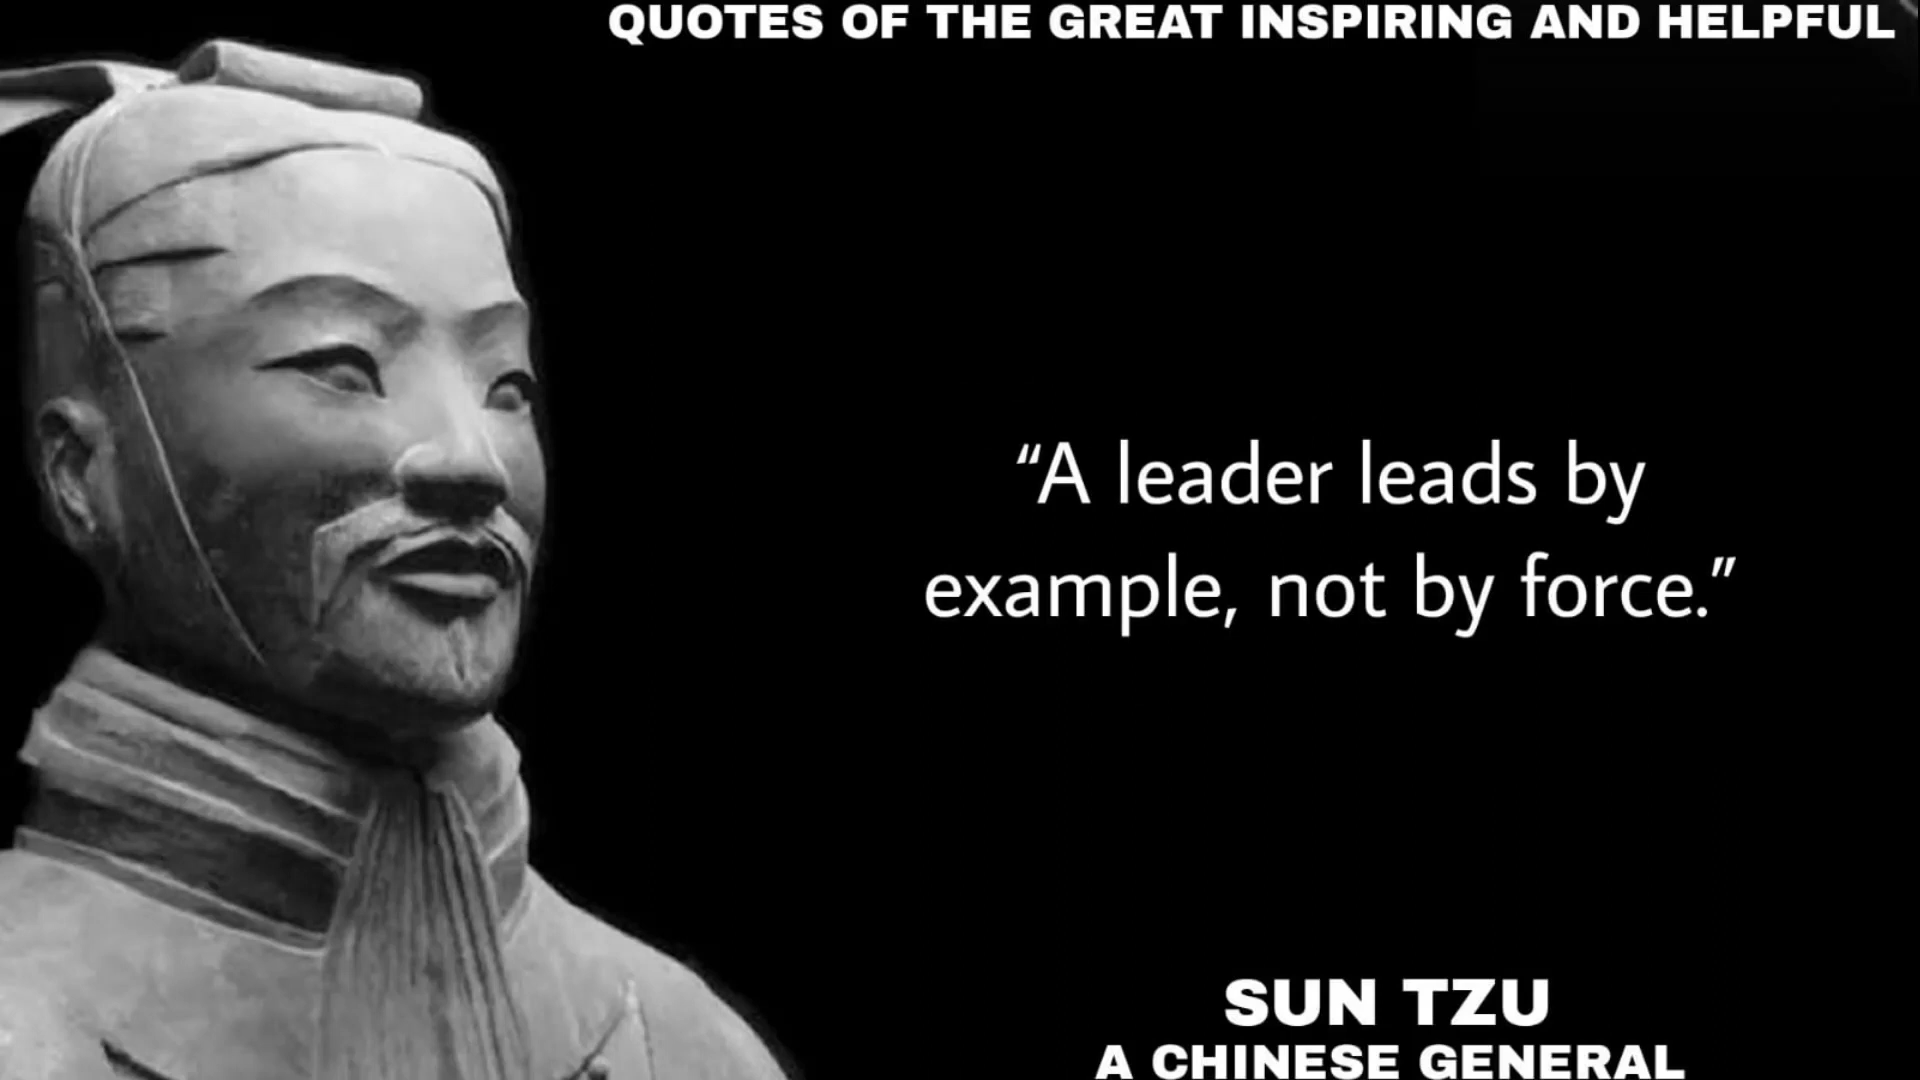 QUOTES OF THE GREAT INSPIRING AND HELPFUL
“A leader leads by
example, not by force.”
SUN TZU
A CHINESE GENERAL